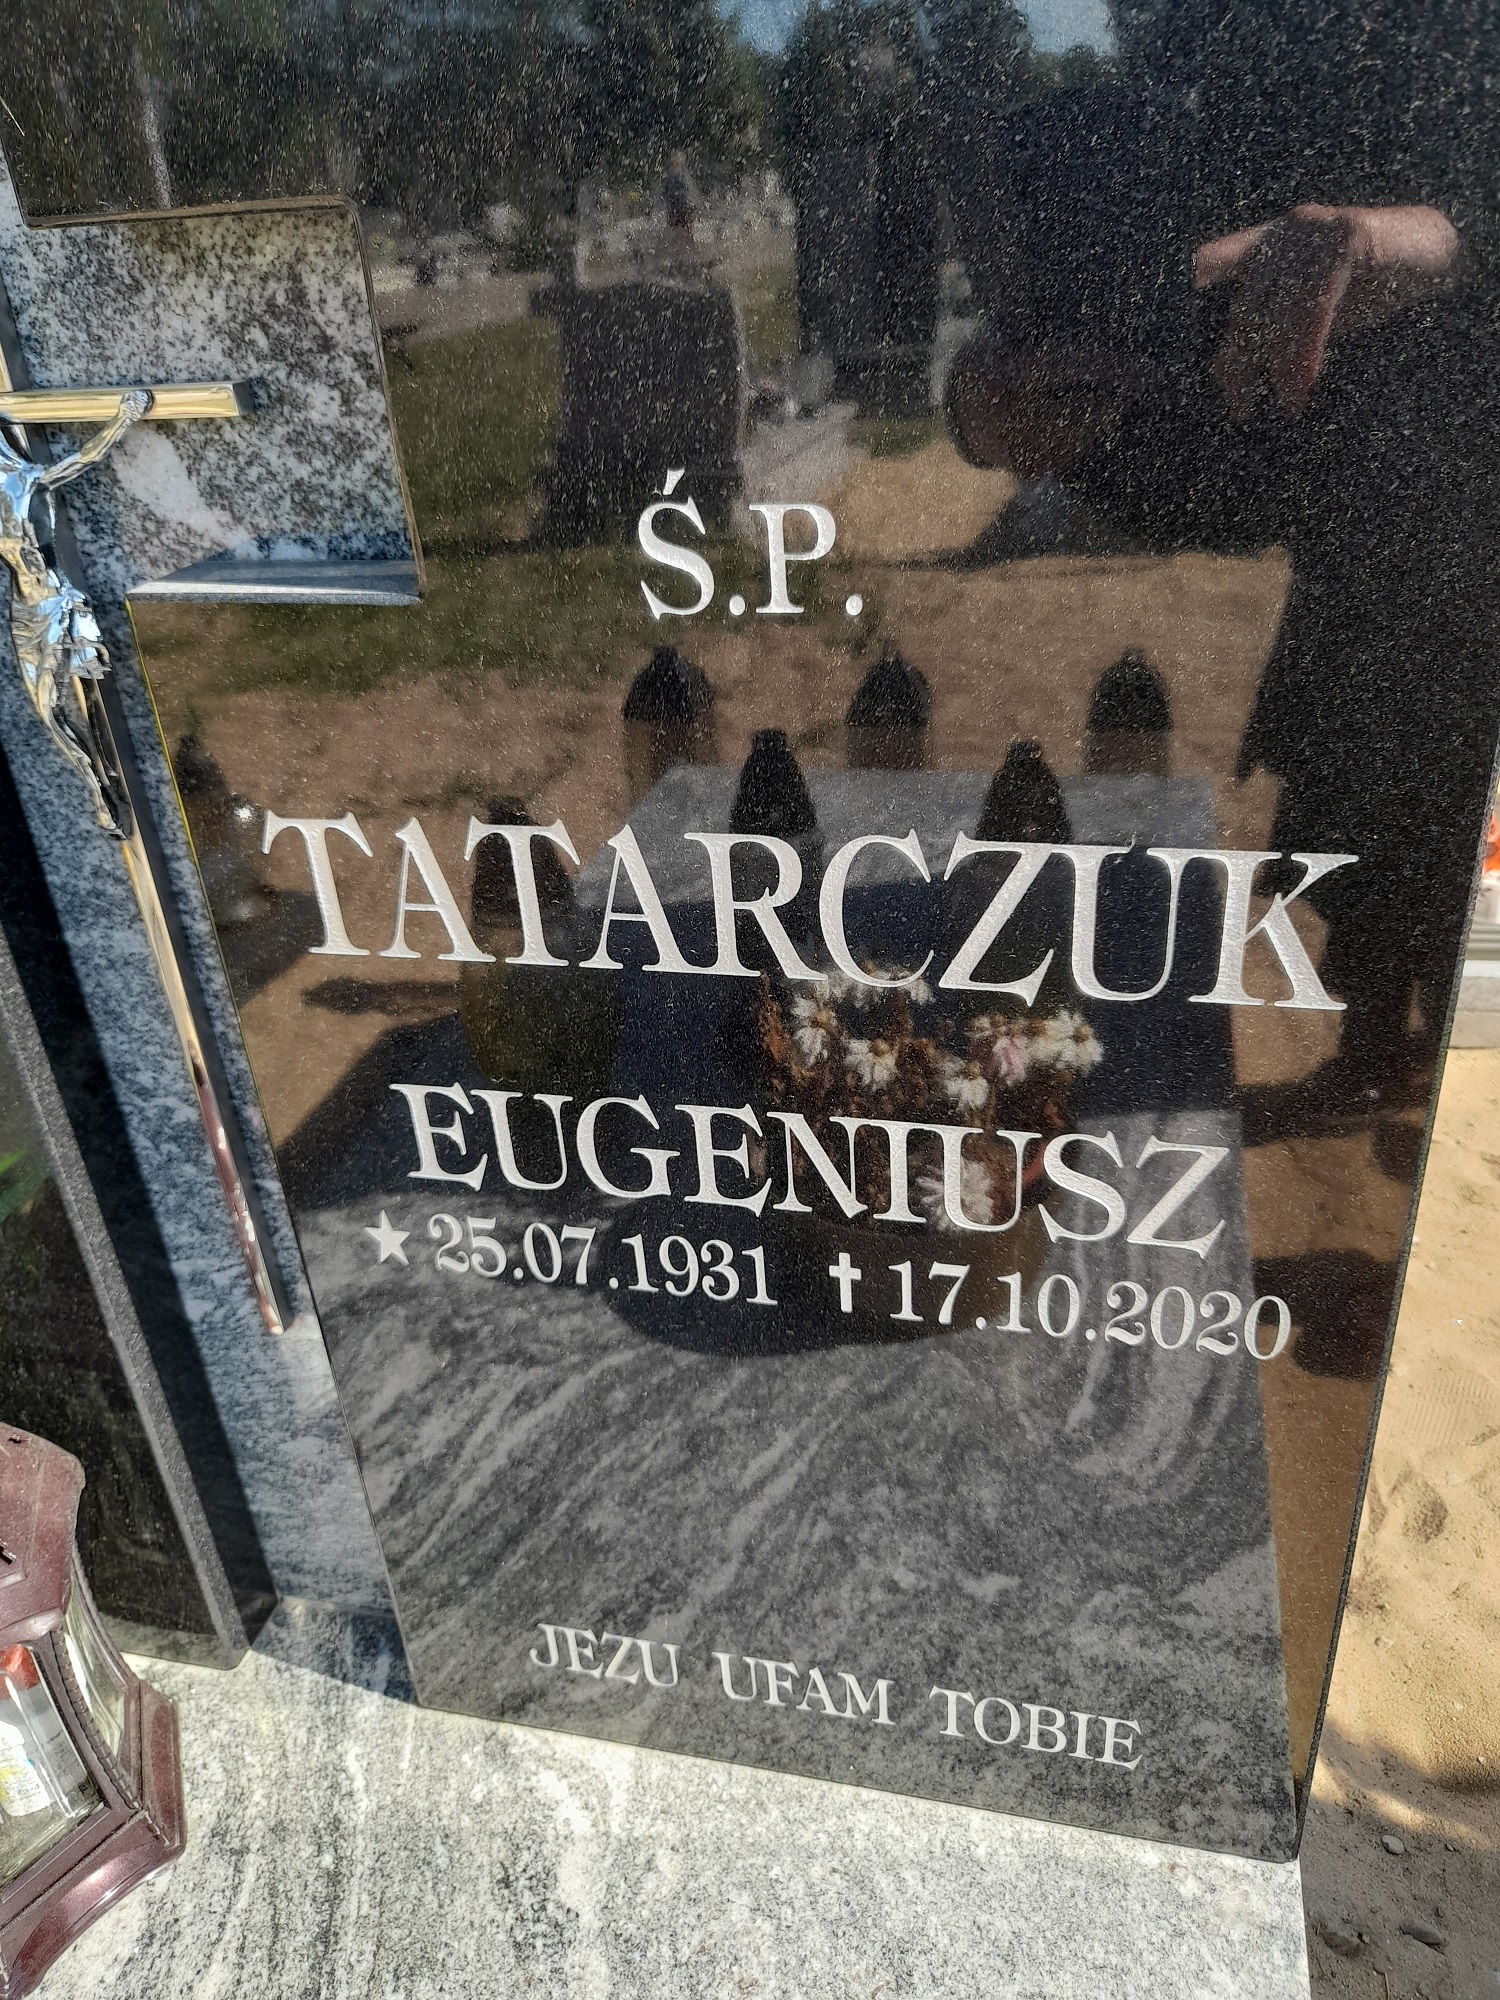 Ś.P.
TATARCZUK
EUGENIUSZ
★ 25.07.1931 ✝ 17.10.2020
JEZU UFAM TOBIE